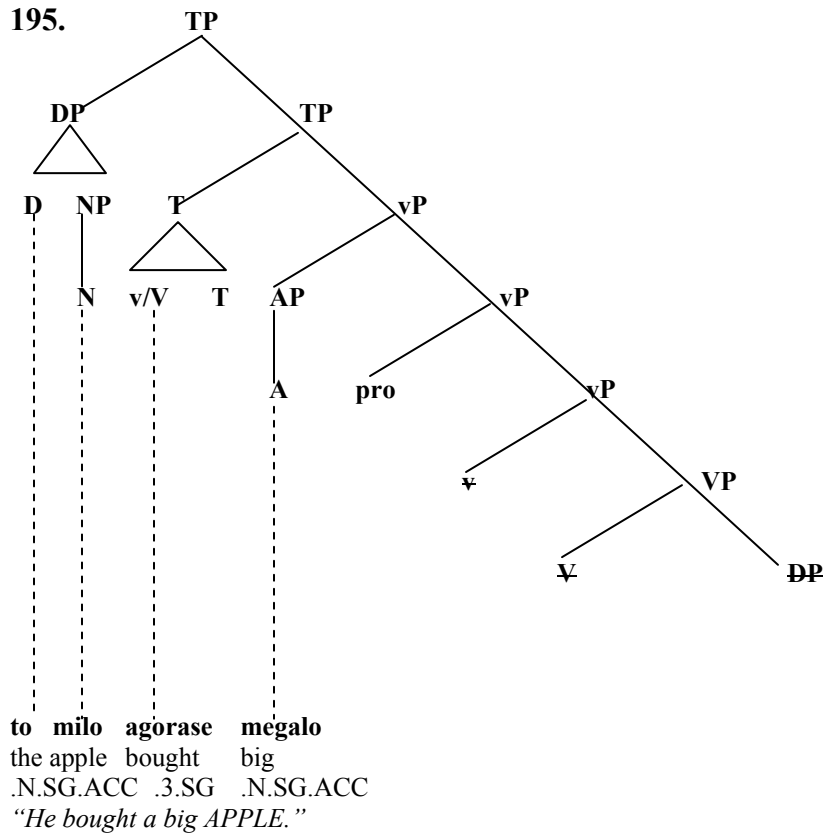 195.
TP
DP TP
D NP T vP
N v/V T AP vP
A pro vP
v VP
V DP
to milo agorase megalo
the apple bought big
.N.SG.ACC .3.SG .N.SG.ACC
“He bought a big APPLE.”